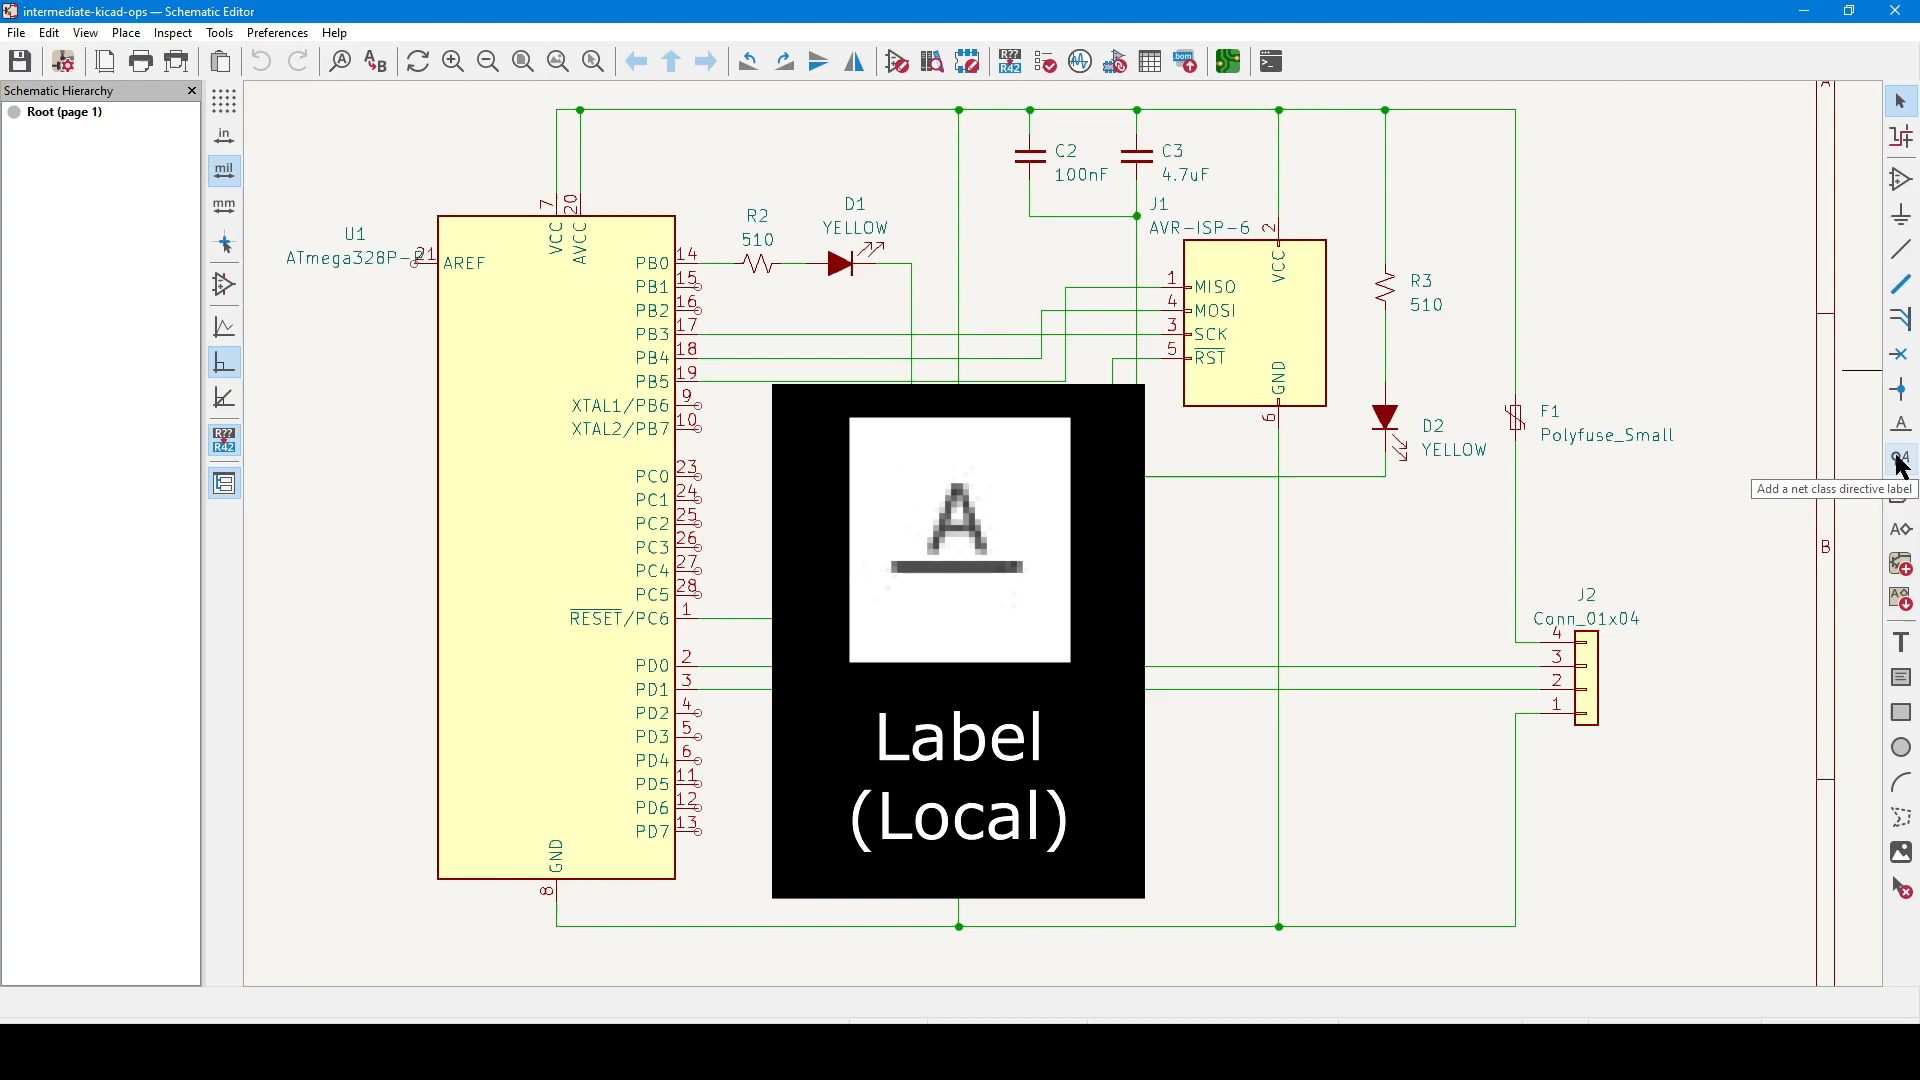 intermediate-kicad-ops — Schematic Editor
File Edit View Place Inspect Tools Preferences Help
Schematic Hierarchy
Root (page 1)
in
mil
mm
R??
R42
R??
R42
bom
U1
ATmega328P-P
21
AREF
7
VCC
20
AVCC
PB0 14
PB1 15
PB2 16
PB3 17
PB4 18
PB5 19
XTAL1/PB6 9
XTAL2/PB7 10
PC0 23
PC1 24
PC2 25
PC3 26
PC4 27
PC5 28
RESET/PC6 1
PD0 2
PD1 3
PD2 4
PD3 5
PD4 6
PD5 11
PD6 12
PD7 13
GND
8
R2
510
D1
YELLOW
C2
100nF
C3
4.7uF
J1
AVR-ISP-6
2
VCC
1 MISO
4 MOSI
3 SCK
5 RST
GND
6
R3
510
D2
YELLOW
F1
Polyfuse_Small
J2
Conn_01x04
4
3
2
1
A
Label
(Local)
Add a net class directive label
B
A
A
T